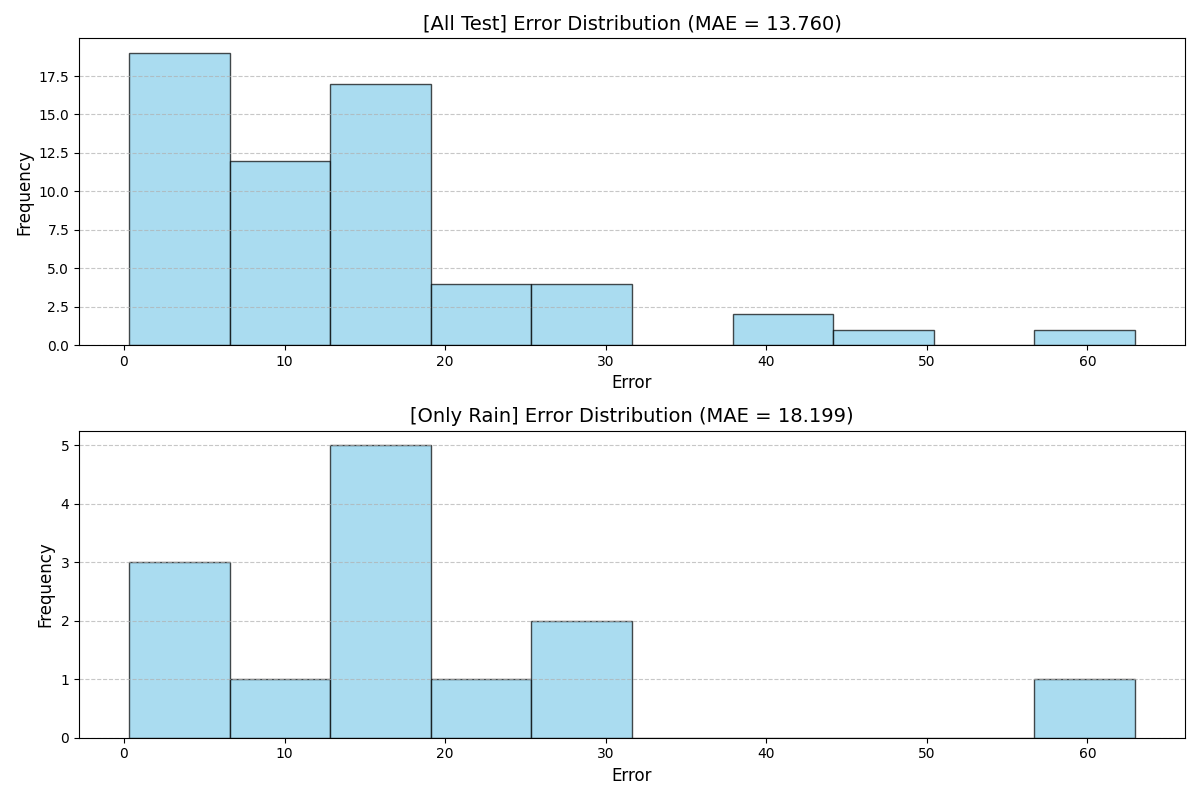 [All Test] Error Distribution (MAE = 13.760)
Frequency
17.5
15.0
12.5
10.0
7.5
5.0
2.5
0.0
0 10 20 30 40 50 60
Error
[Only Rain] Error Distribution (MAE = 18.199)
Frequency
5
4
3
2
1
0
0 10 20 30 40 50 60
Error